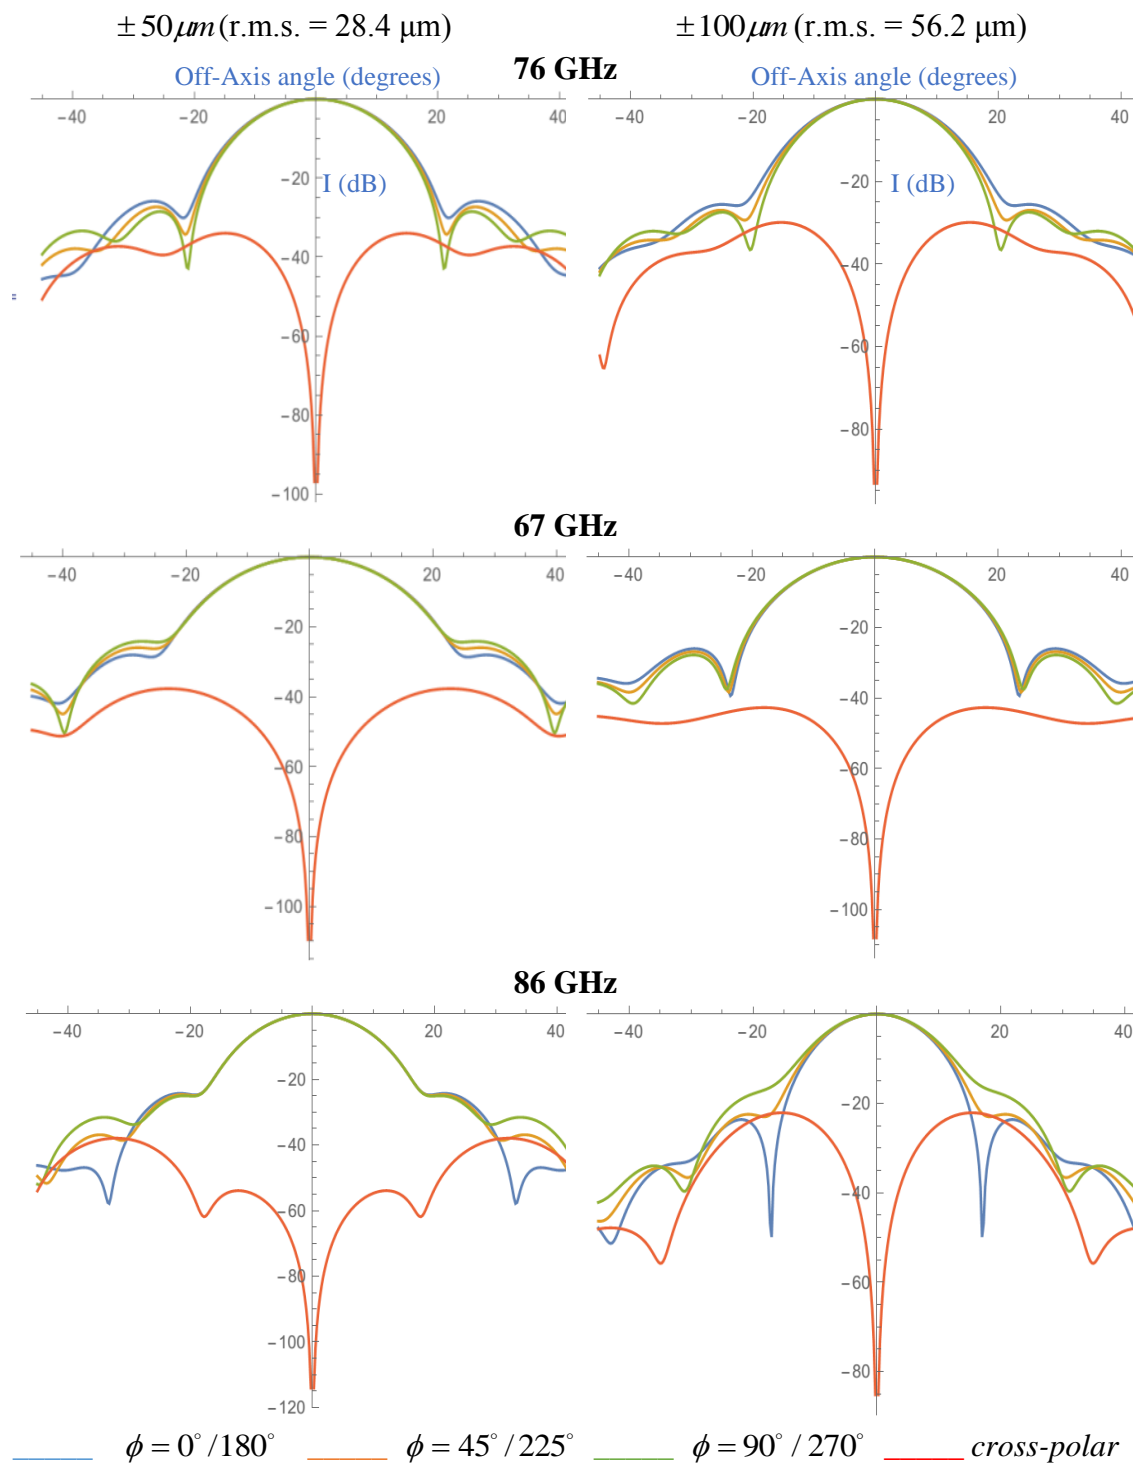 ±50 μm (r.m.s. = 28.4 μm) ±100 μm (r.m.s. = 56.2 μm)
76 GHz
Off-Axis angle (degrees) Off-Axis angle (degrees)
-40 -20 20 40 -40 -20 20 40
-20 I (dB) -20 I (dB)
-40 -40
-60 -60
-80 -80
-100
67 GHz
-40 -20 20 40 -40 -20 20 40
-20 -20
-40 -40
-60 -60
-80 -80
-100 -100
86 GHz
-40 -20 20 40 -40 -20 20 40
-20 -20
-40 -40
-60 -60
-80 -80
-100
-120
ϕ = 0° /180° ϕ = 45° / 225° ϕ = 90° / 270° cross-polar